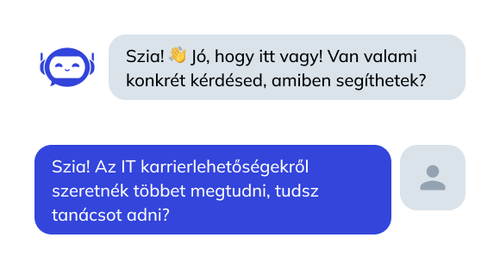 Szia! 👋 Jó, hogy itt vagy! Van valami
konkrét kérdésed, amiben segíthetek?
Szia! Az IT karrierlehetőségekről
szeretnék többet megtudni, tudsz
tanácsot adni?